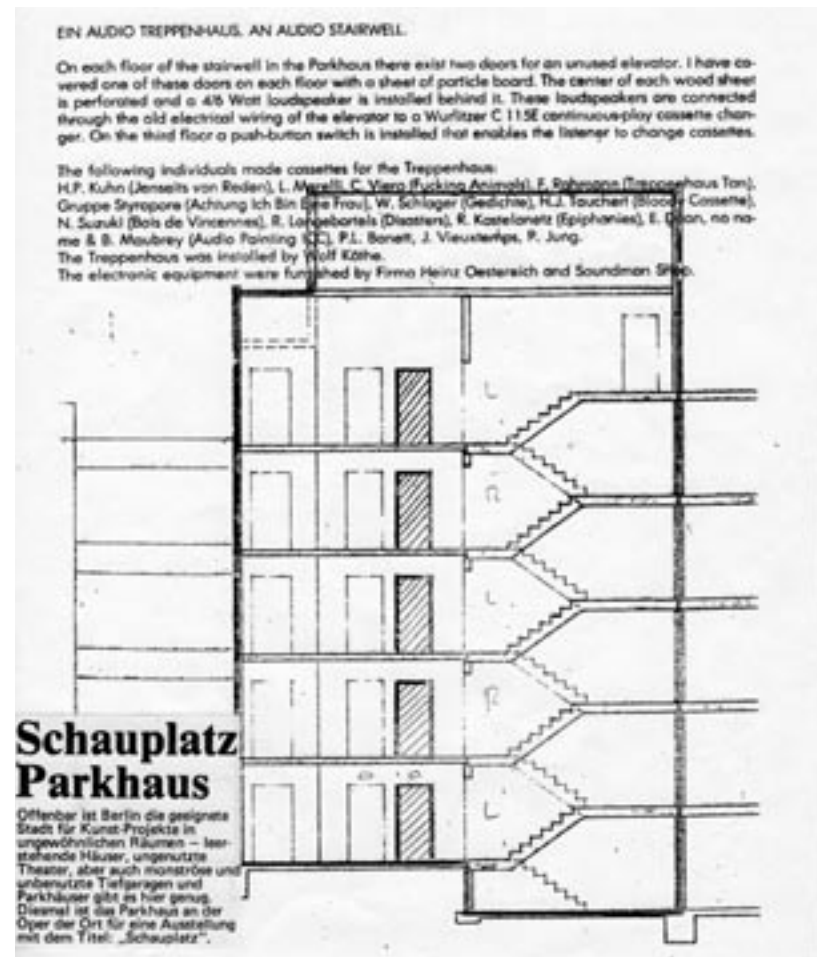 EIN AUDIO TREPPENHAUS. AN AUDIO STAIRWELL.
On each floor of the stairwell in the Parkhaus there exist two doors for an unused elevator. I have co-
vered one of these doors on each floor with a sheet of particle board. The center of each wood sheet
is perforated and a 4/6 Watt loudspeaker is installed behind it. These loudspeakers are connected
through the old electrical wiring of the elevator to a Wurlitzer C 115E continuous-play cassette chan-
ger. On the third floor a push-button switch is installed that enables the listener to change cassettes.
The following individuals made cassettes for the Treppenhaus:
H.P. Kuhn (Jenseits von Reden), L. Morelli, C. Viera (Fucking Animals), F. Rahmann (Treppenhaus Ton),
Gruppe Styropore (Achtung Ich Bin Eine Frau), W. Schlager (Gedichte), H.J. Tauchert (Bloody Cassette),
N. Suzuki (Bois de Vincennes), R. Langebartels (Disasters), R. Kostelanetz (Epiphanies), E. no na-
me & B. Maubrey (Audio Painting P.L. Bonett, J. P. Jung.
The Treppenhaus was installed by Wolf Käthe.
The electronic equipment were furnished by Firma Heinz Oestereich and Soundman Shop.
L
R
L
R
L
Schauplatz
Parkhaus
Offenbar ist Berlin die geeignete
Stadt für Kunst-Projekte in
ungewöhnlichen Räumen – leer-
stehende Häuser, ungenutzte
Theater, aber auch monströse und
unbenutzte Tiefgaragen und
Parkhäuser gibt es hier genug.
Diesmal ist das Parkhaus an der
Oper der Ort für eine Ausstellung
mit dem Titel: „Schauplatz“.